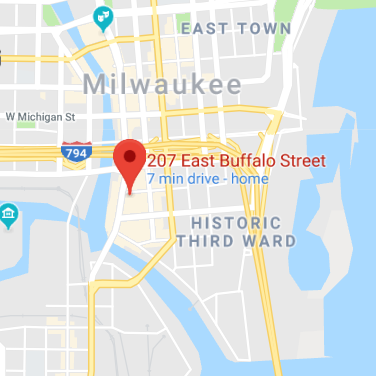 EAST TOWN
Milwaukee
W Michigan St
794
207 East Buffalo Street
7 min drive - home
HISTORIC
THIRD WARD